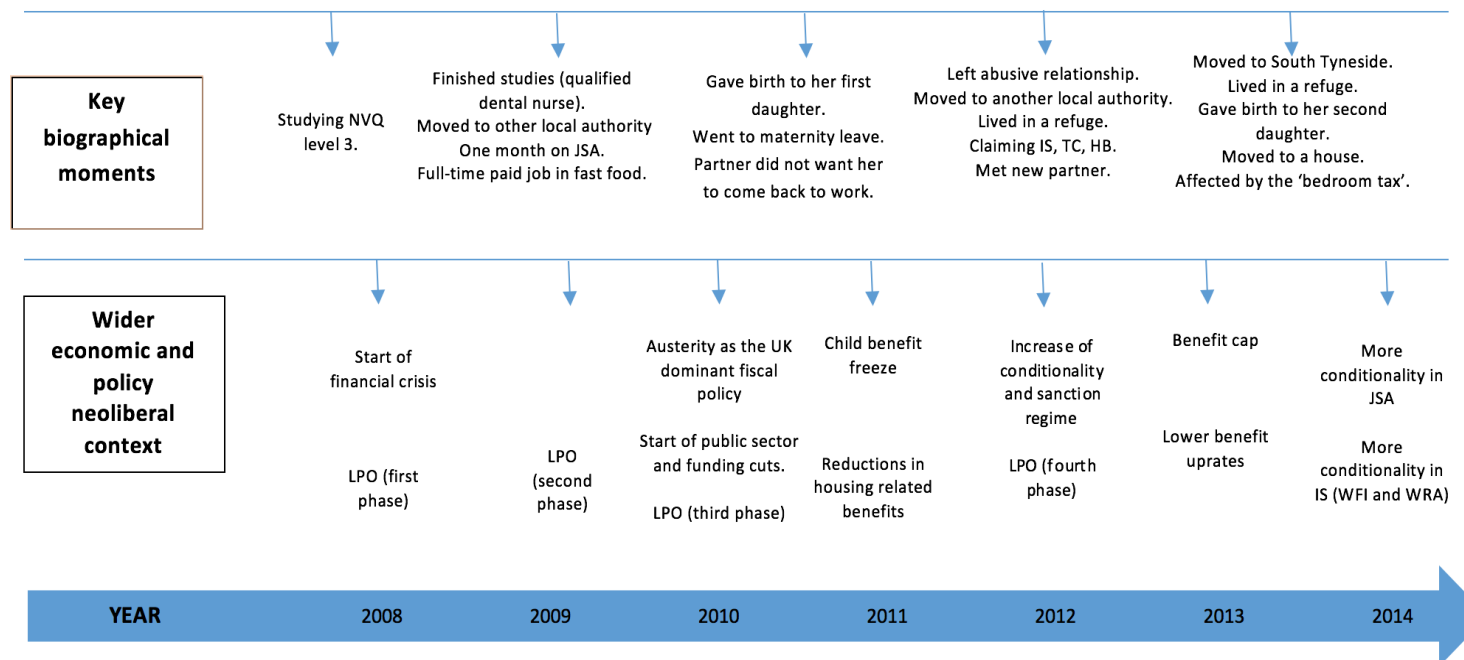 Key
biographical
moments
Studying NVQ
level 3.
Finished studies (qualified
dental nurse).
Moved to other local authority
One month on JSA.
Full-time paid job in fast food.
Gave birth to her first
daughter.
Went to maternity leave.
Partner did not want her
to come back to work.
Left abusive relationship.
Moved to another local authority.
Lived in a refuge.
Claiming IS, TC, HB.
Met new partner.
Moved to South Tyneside.
Lived in a refuge.
Gave birth to her second
daughter.
Moved to a house.
Affected by the ‘bedroom tax’.
Wider
economic and
policy
neoliberal
context
Start of
financial crisis
LPO (first
phase)
LPO
(second
phase)
Austerity as the UK
dominant fiscal
policy
Start of public sector
and funding cuts.
LPO (third phase)
Child benefit
freeze
Reductions in
housing related
benefits
Increase of
conditionality
and sanction
regime
LPO (fourth
phase)
Benefit cap
Lower benefit
uprates
More
conditionality in
JSA
More
conditionality in
IS (WFI and WRA)
YEAR 2008 2009 2010 2011 2012 2013 2014